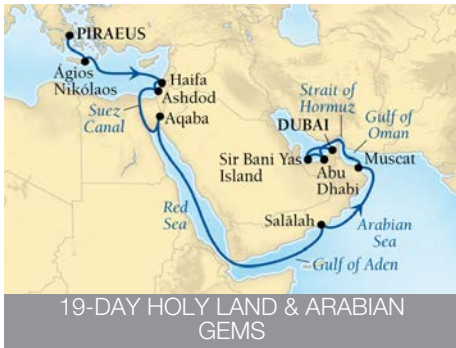 PIRAEUS
Ágios
Nikólaos
Haifa
Ashdod
Suez
Canal
Aqaba
Strait of
Hormuz
DUBAI
Gulf of
Oman
Sir Bani Yas
Island
Abu
Dhabi
Muscat
Red
Sea
Salālah
Arabian
Sea
Gulf of Aden
19-DAY HOLY LAND & ARABIAN
GEMS